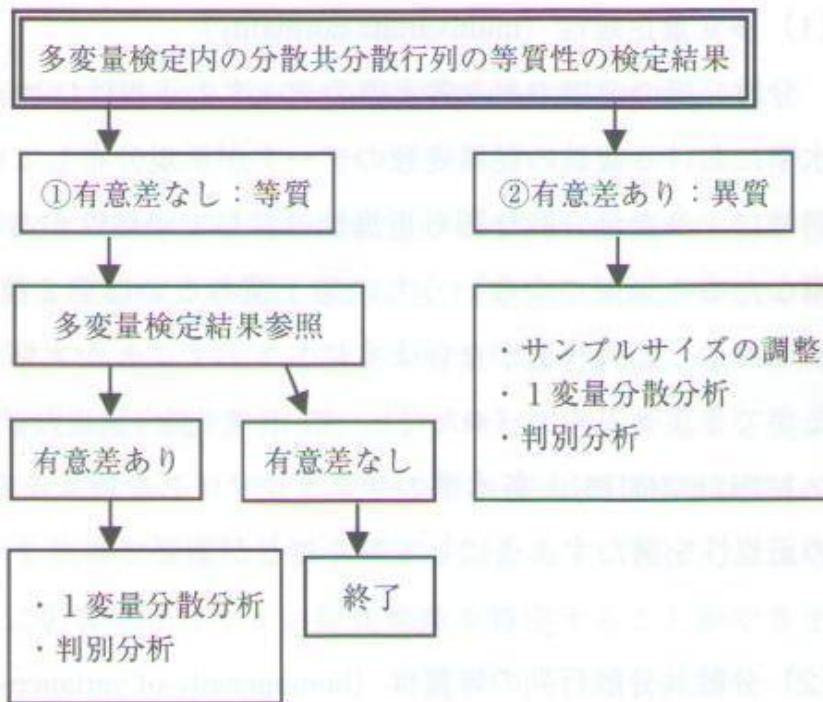 多変量検定内の分散共分散行列の等質性の検定結果
①有意差なし：等質
②有意差あり：異質
多変量検定結果参照
・サンプルサイズの調整
・１変量分散分析
・判別分析
有意差あり
有意差なし
・１変量分散分析
・判別分析
終了